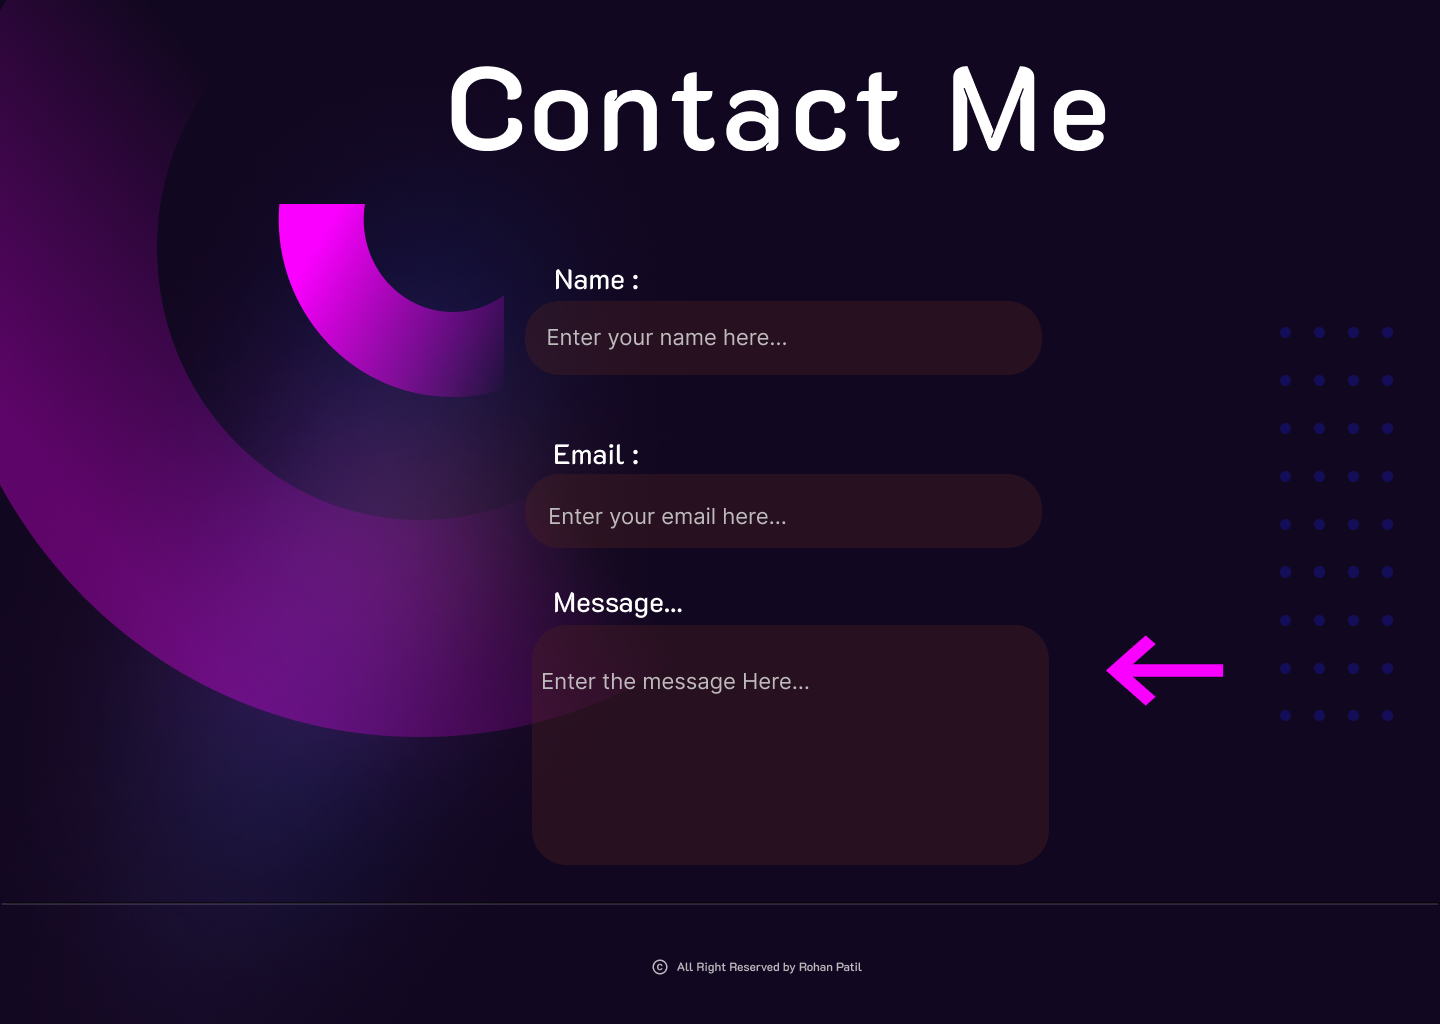 Contact Me
Name :
Enter your name here...
Email :
Enter your email here...
Message...
Enter the message Here...
© All Right Reserved by Rohan Patil